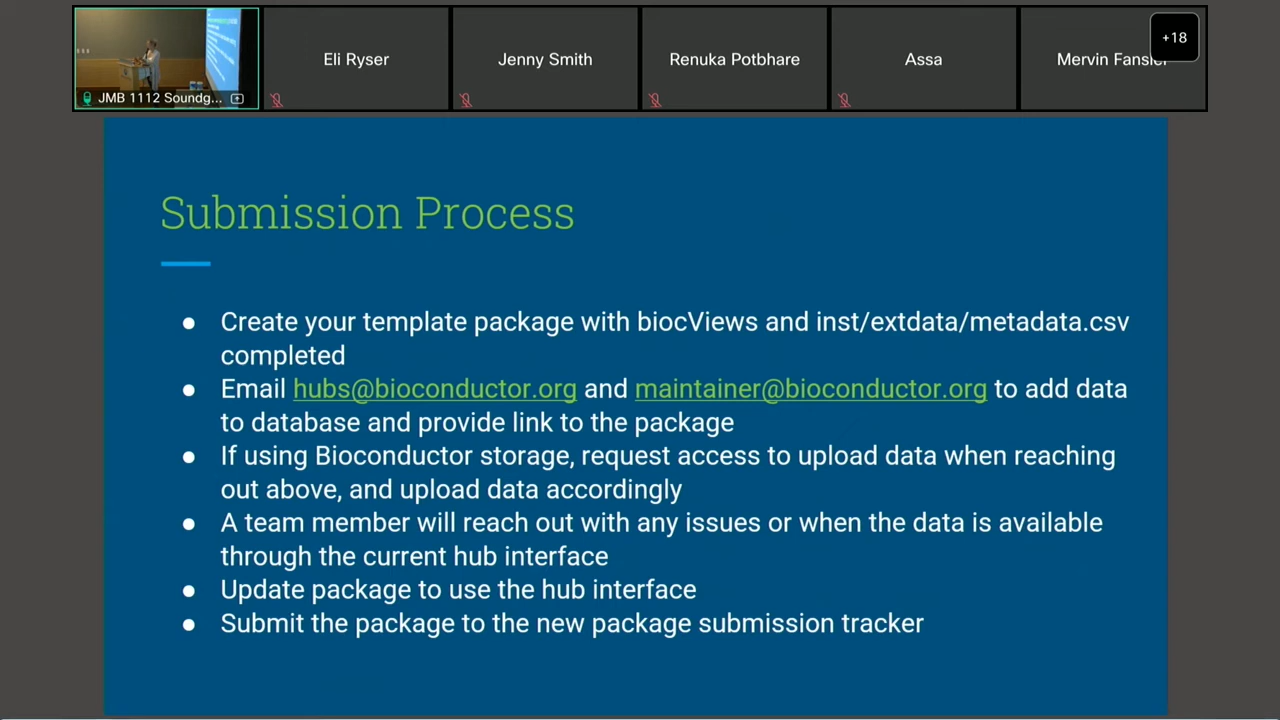 JMB 1112 Soundg...
Eli Ryser
Jenny Smith
Renuka Potbhare
Assa
Mervin Fansler
+18
Submission Process
● Create your template package with biocViews and inst/extdata/metadata.csv
completed
● Email hubs@bioconductor.org and maintainer@bioconductor.org to add data
to database and provide link to the package
● If using Bioconductor storage, request access to upload data when reaching
out above, and upload data accordingly
● A team member will reach out with any issues or when the data is available
through the current hub interface
● Update package to use the hub interface
● Submit the package to the new package submission tracker